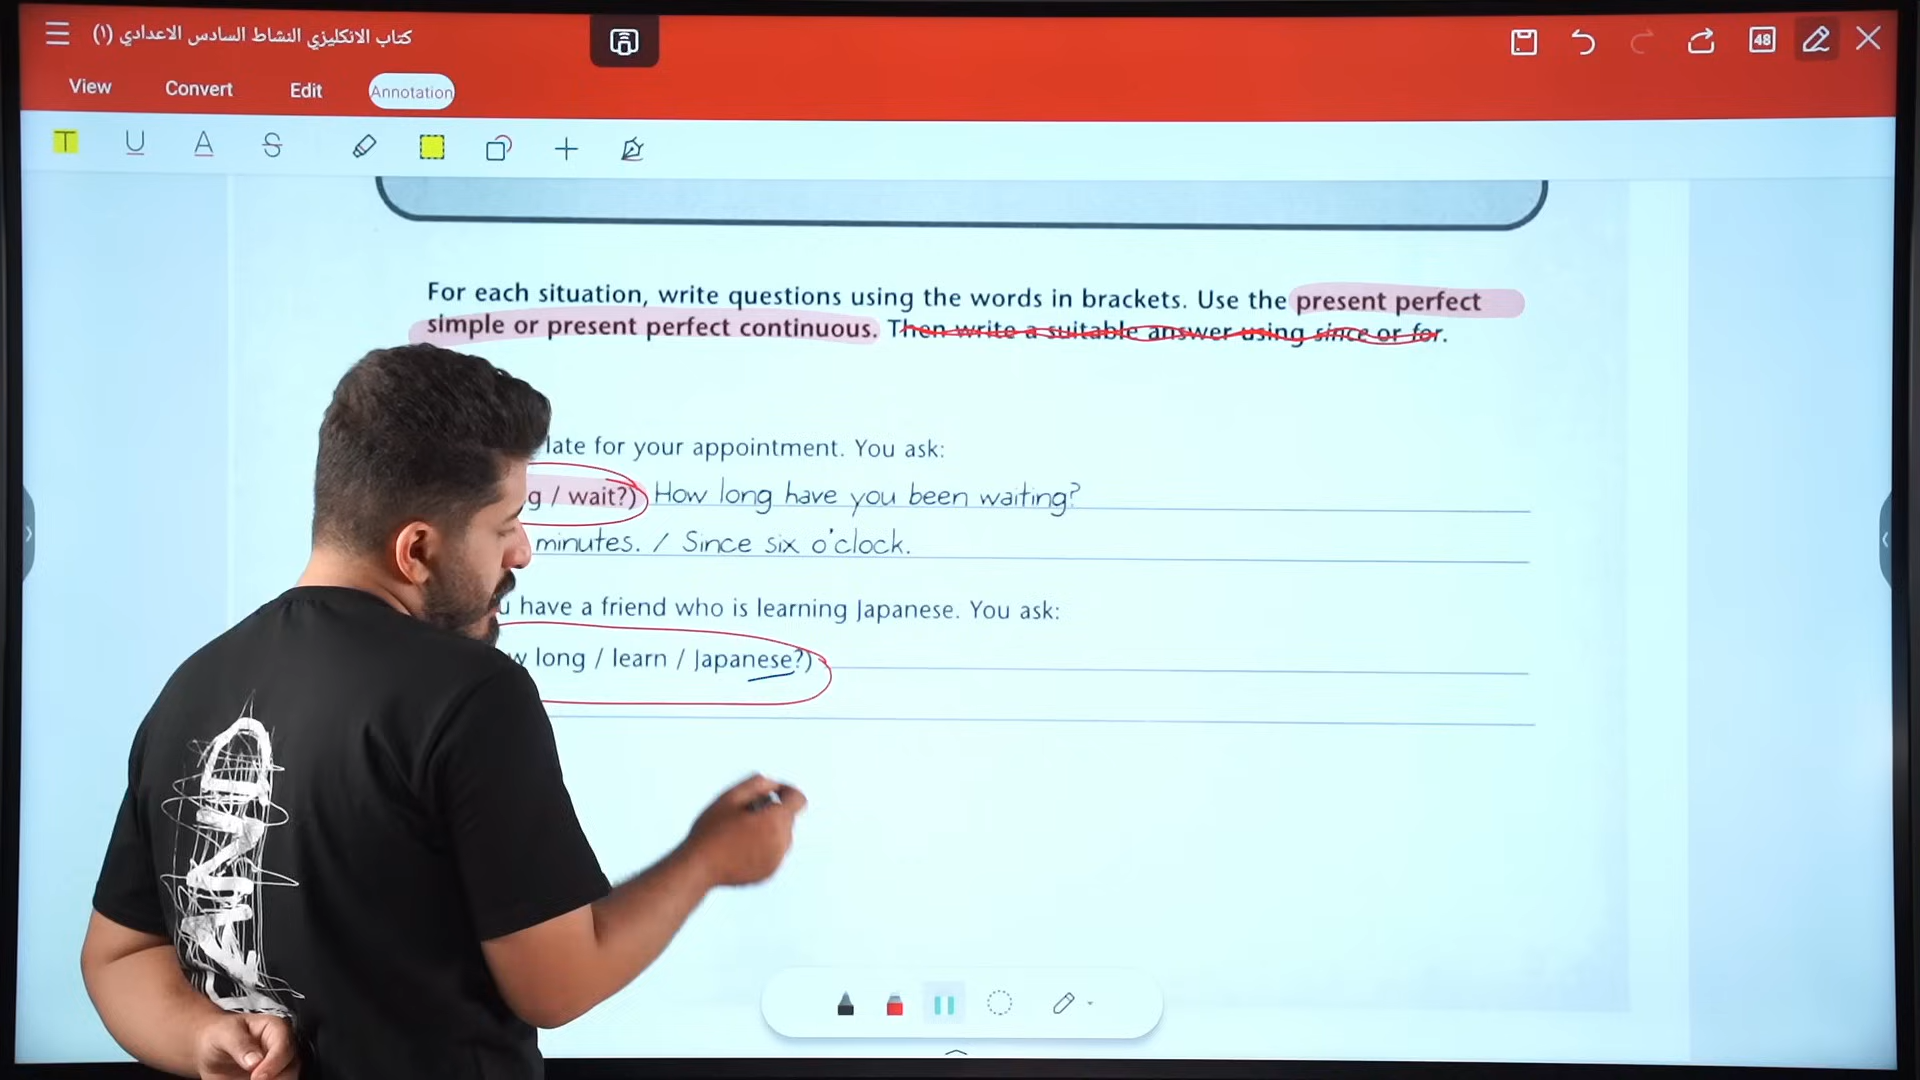 كتاب الانكليزي النشاط السادس الاعدادي (١)
48
View Convert Edit Annotation
T U A S
For each situation, write questions using the words in brackets. Use the present perfect
simple or present perfect continuous. Then write a suitable answer using since or for.
late for your appointment. You ask:
/ wait?) How long have you been waiting?
minutes. / Since six o'clock.
have a friend who is learning Japanese. You ask:
long / learn / Japanese?)